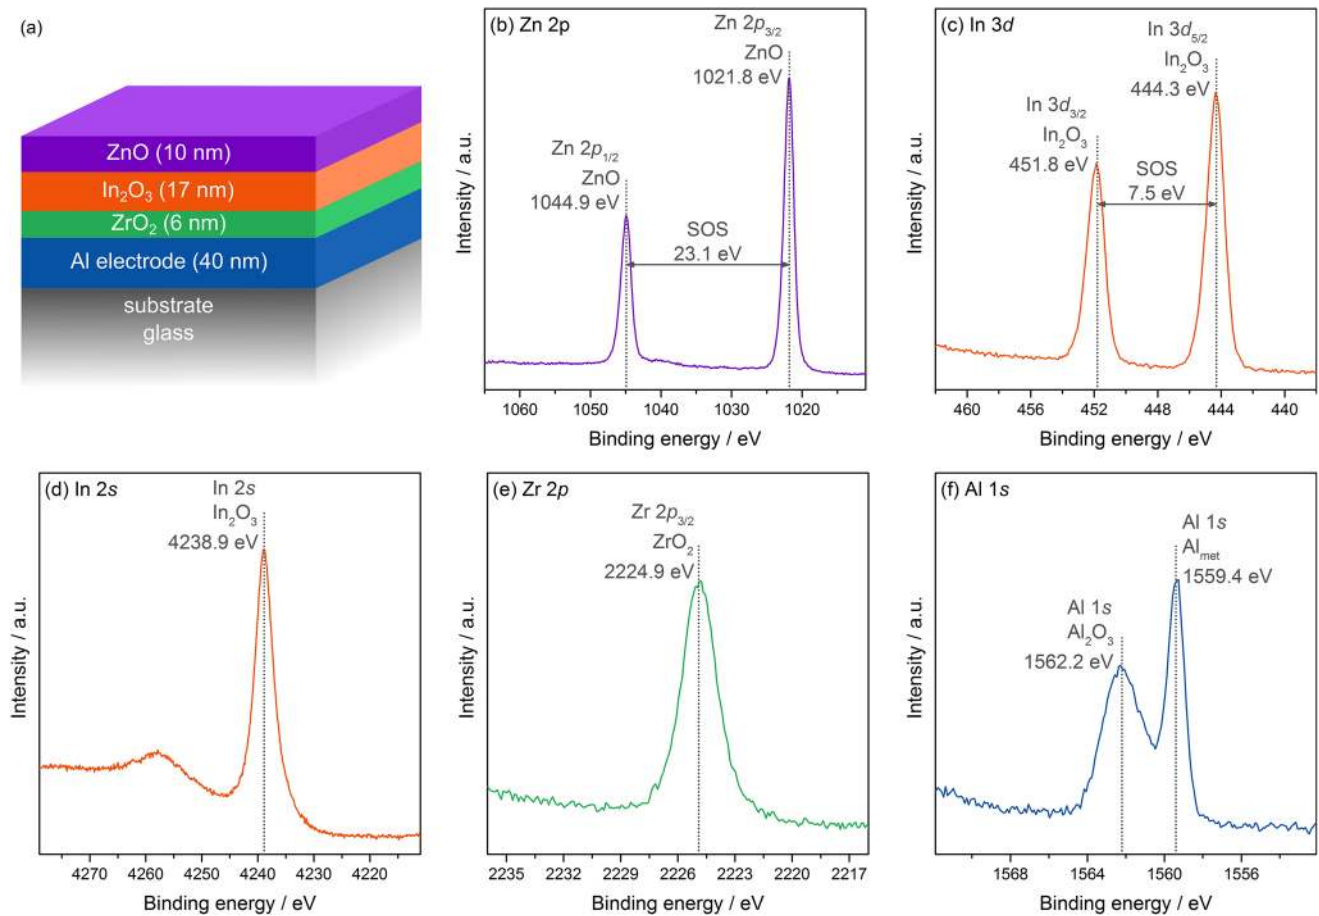 (a)
ZnO (10 nm)
In₂O₃ (17 nm)
ZrO₂ (6 nm)
Al electrode (40 nm)
substrate
glass
(b) Zn 2p
Zn 2p₃/₂
ZnO
1021.8 eV
Zn 2p₁/₂
ZnO
1044.9 eV
SOS
23.1 eV
Intensity / a.u.
1060 1050 1040 1030 1020
Binding energy / eV
(c) In 3d
In 3d₅/₂
In₂O₃
444.3 eV
In 3d₃/₂
In₂O₃
451.8 eV
SOS
7.5 eV
Intensity / a.u.
460 456 452 448 444 440
Binding energy / eV
(d) In 2s
In 2s
In₂O₃
4238.9 eV
Intensity / a.u.
4270 4260 4250 4240 4230 4220
Binding energy / eV
(e) Zr 2p
Zr 2p₃/₂
ZrO₂
2224.9 eV
Intensity / a.u.
2235 2232 2229 2226 2223 2220 2217
Binding energy / eV
(f) Al 1s
Al 1s
Al_met
1559.4 eV
Al 1s
Al₂O₃
1562.2 eV
Intensity / a.u.
1568 1564 1560 1556
Binding energy / eV